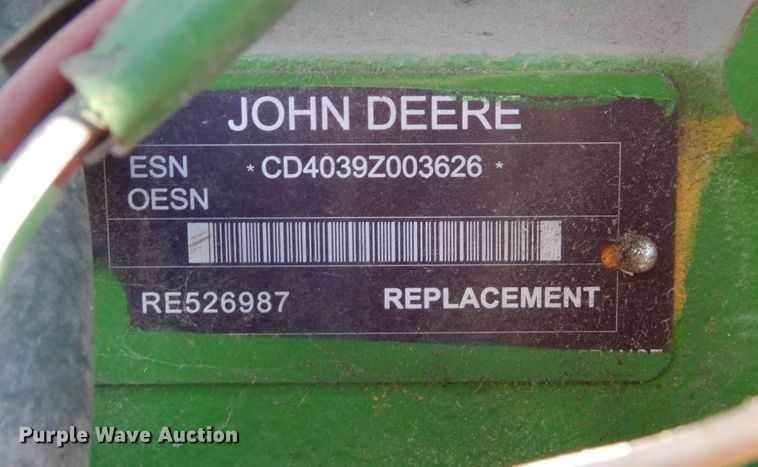 JOHN DEERE
ESN * CD4039Z003626 *
OESN
RE526987 REPLACEMENT
Purple Wave Auction